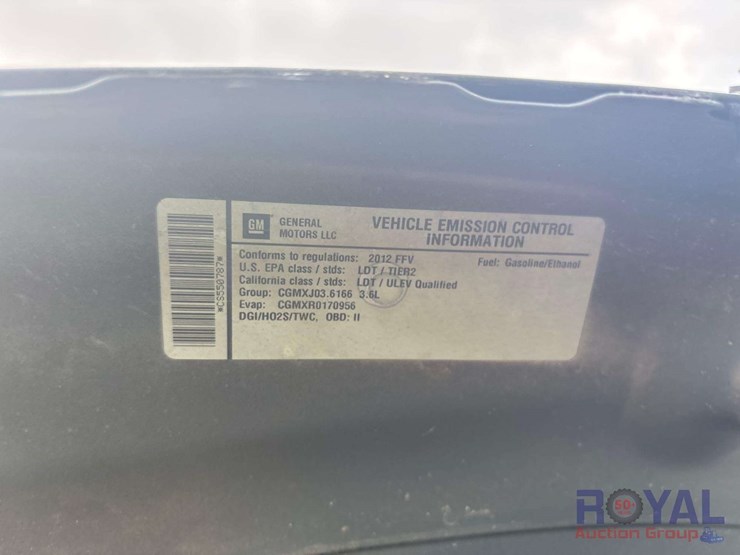 GM
GENERAL
MOTORS LLC
VEHICLE EMISSION CONTROL
INFORMATION
Conforms to regulations: 2012 FFV
Fuel: Gasoline/Ethanol
U.S. EPA class / stds: LDT / TIER2
California class / stds: LDT / ULEV Qualified
Group: CGMXJ03.6166 3.6L
Evap: CGMXR0170956
DGI/HO2S/TWC, OBD: II
*CS550787*
ROYAL
Auction Group
50